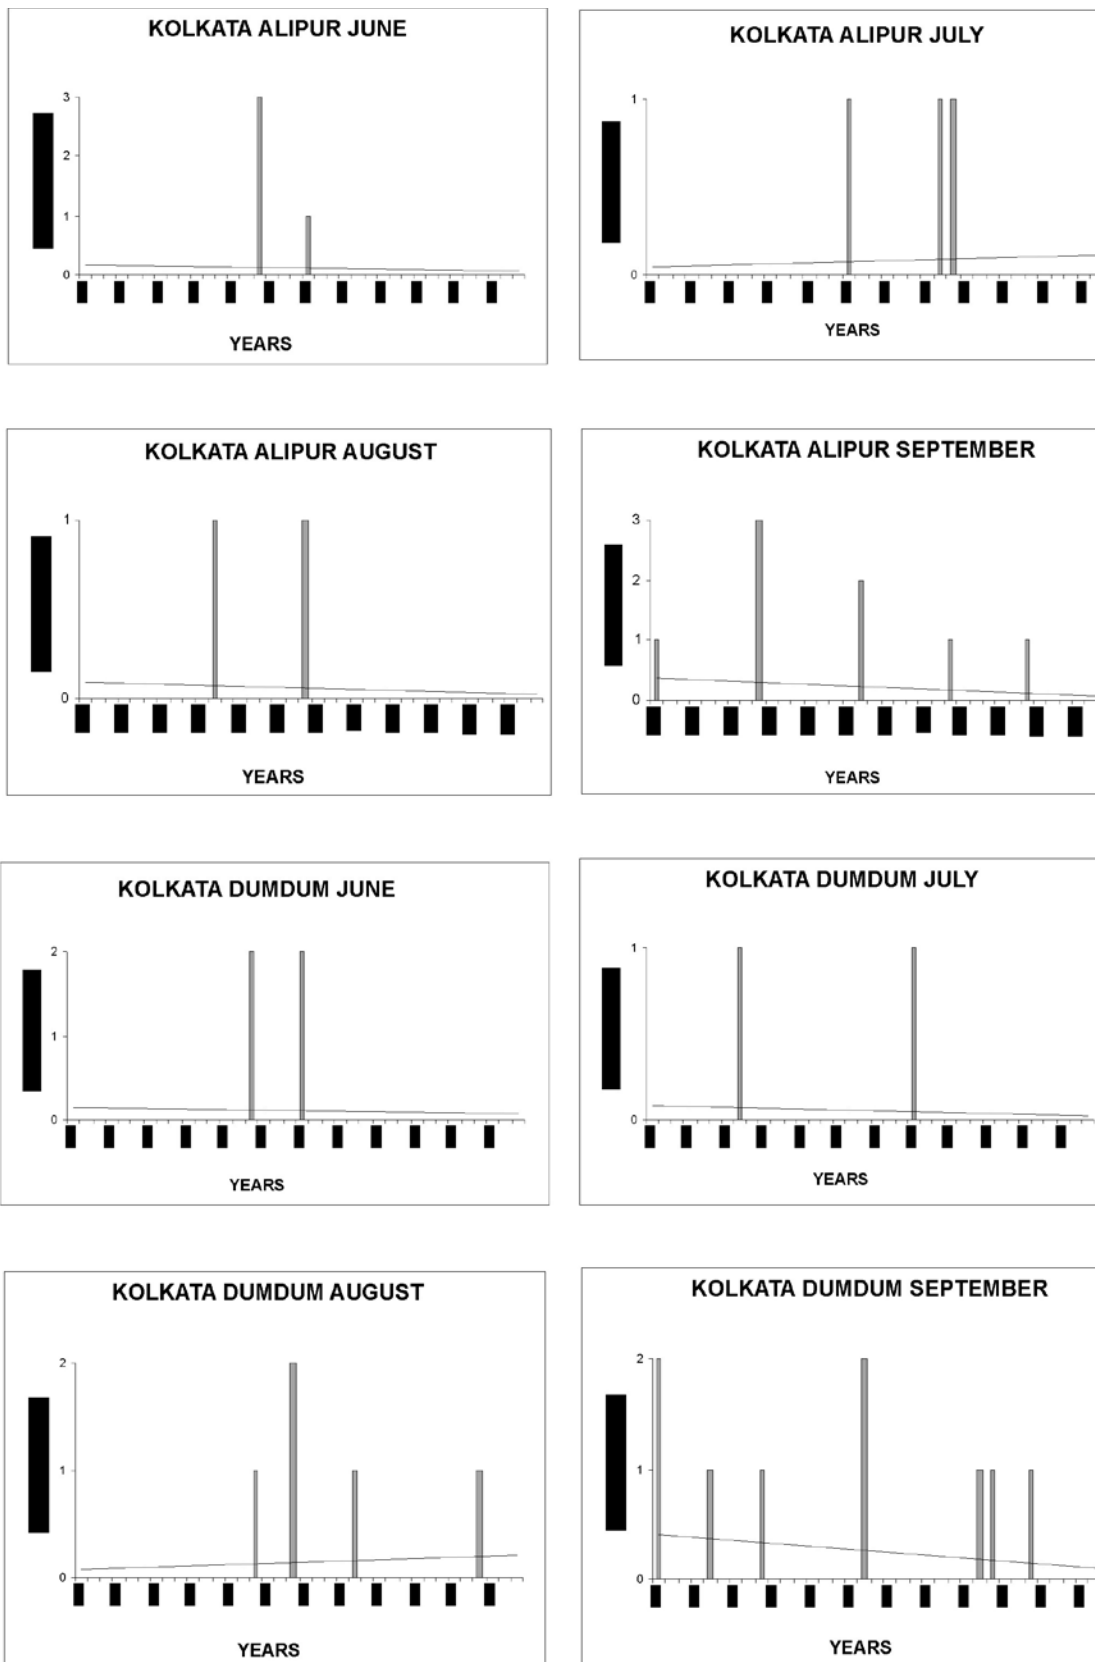 KOLKATA ALIPUR JUNE
3
2
1
0
YEARS
KOLKATA ALIPUR JULY
1
0
YEARS
KOLKATA ALIPUR AUGUST
1
0
YEARS
KOLKATA ALIPUR SEPTEMBER
3
2
1
0
YEARS
KOLKATA DUMDUM JUNE
2
1
0
YEARS
KOLKATA DUMDUM JULY
1
0
YEARS
KOLKATA DUMDUM AUGUST
2
1
0
YEARS
KOLKATA DUMDUM SEPTEMBER
2
1
0
YEARS